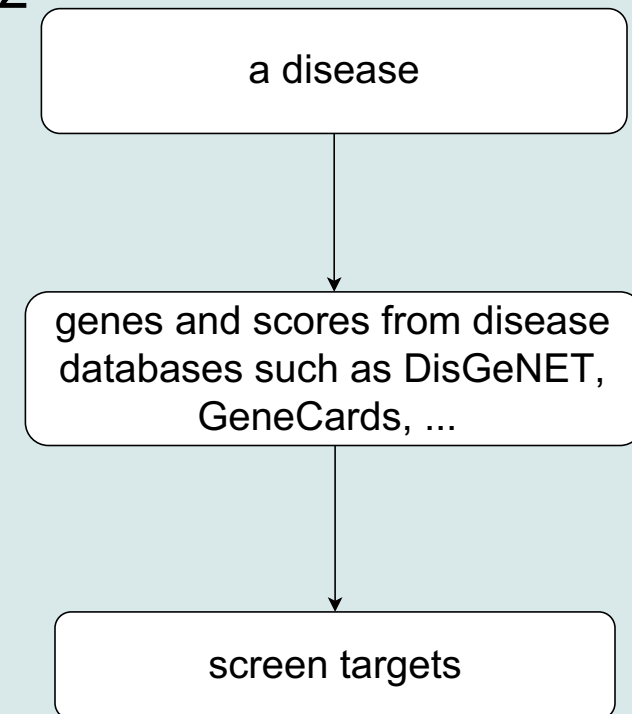 a disease
genes and scores from disease
databases such as DisGeNET,
GeneCards, ...
screen targets